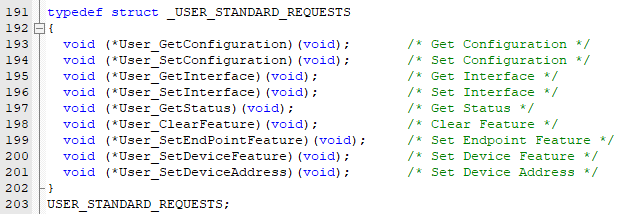 191 typedef struct _USER_STANDARD_REQUESTS
192 {
193 void (*User_GetConfiguration)(void); /* Get Configuration */
194 void (*User_SetConfiguration)(void); /* Set Configuration */
195 void (*User_GetInterface)(void); /* Get Interface */
196 void (*User_SetInterface)(void); /* Set Interface */
197 void (*User_GetStatus)(void); /* Get Status */
198 void (*User_ClearFeature)(void); /* Clear Feature */
199 void (*User_SetEndPointFeature)(void); /* Set Endpoint Feature */
200 void (*User_SetDeviceFeature)(void); /* Set Device Feature */
201 void (*User_SetDeviceAddress)(void); /* Set Device Address */
202 }
203 USER_STANDARD_REQUESTS;